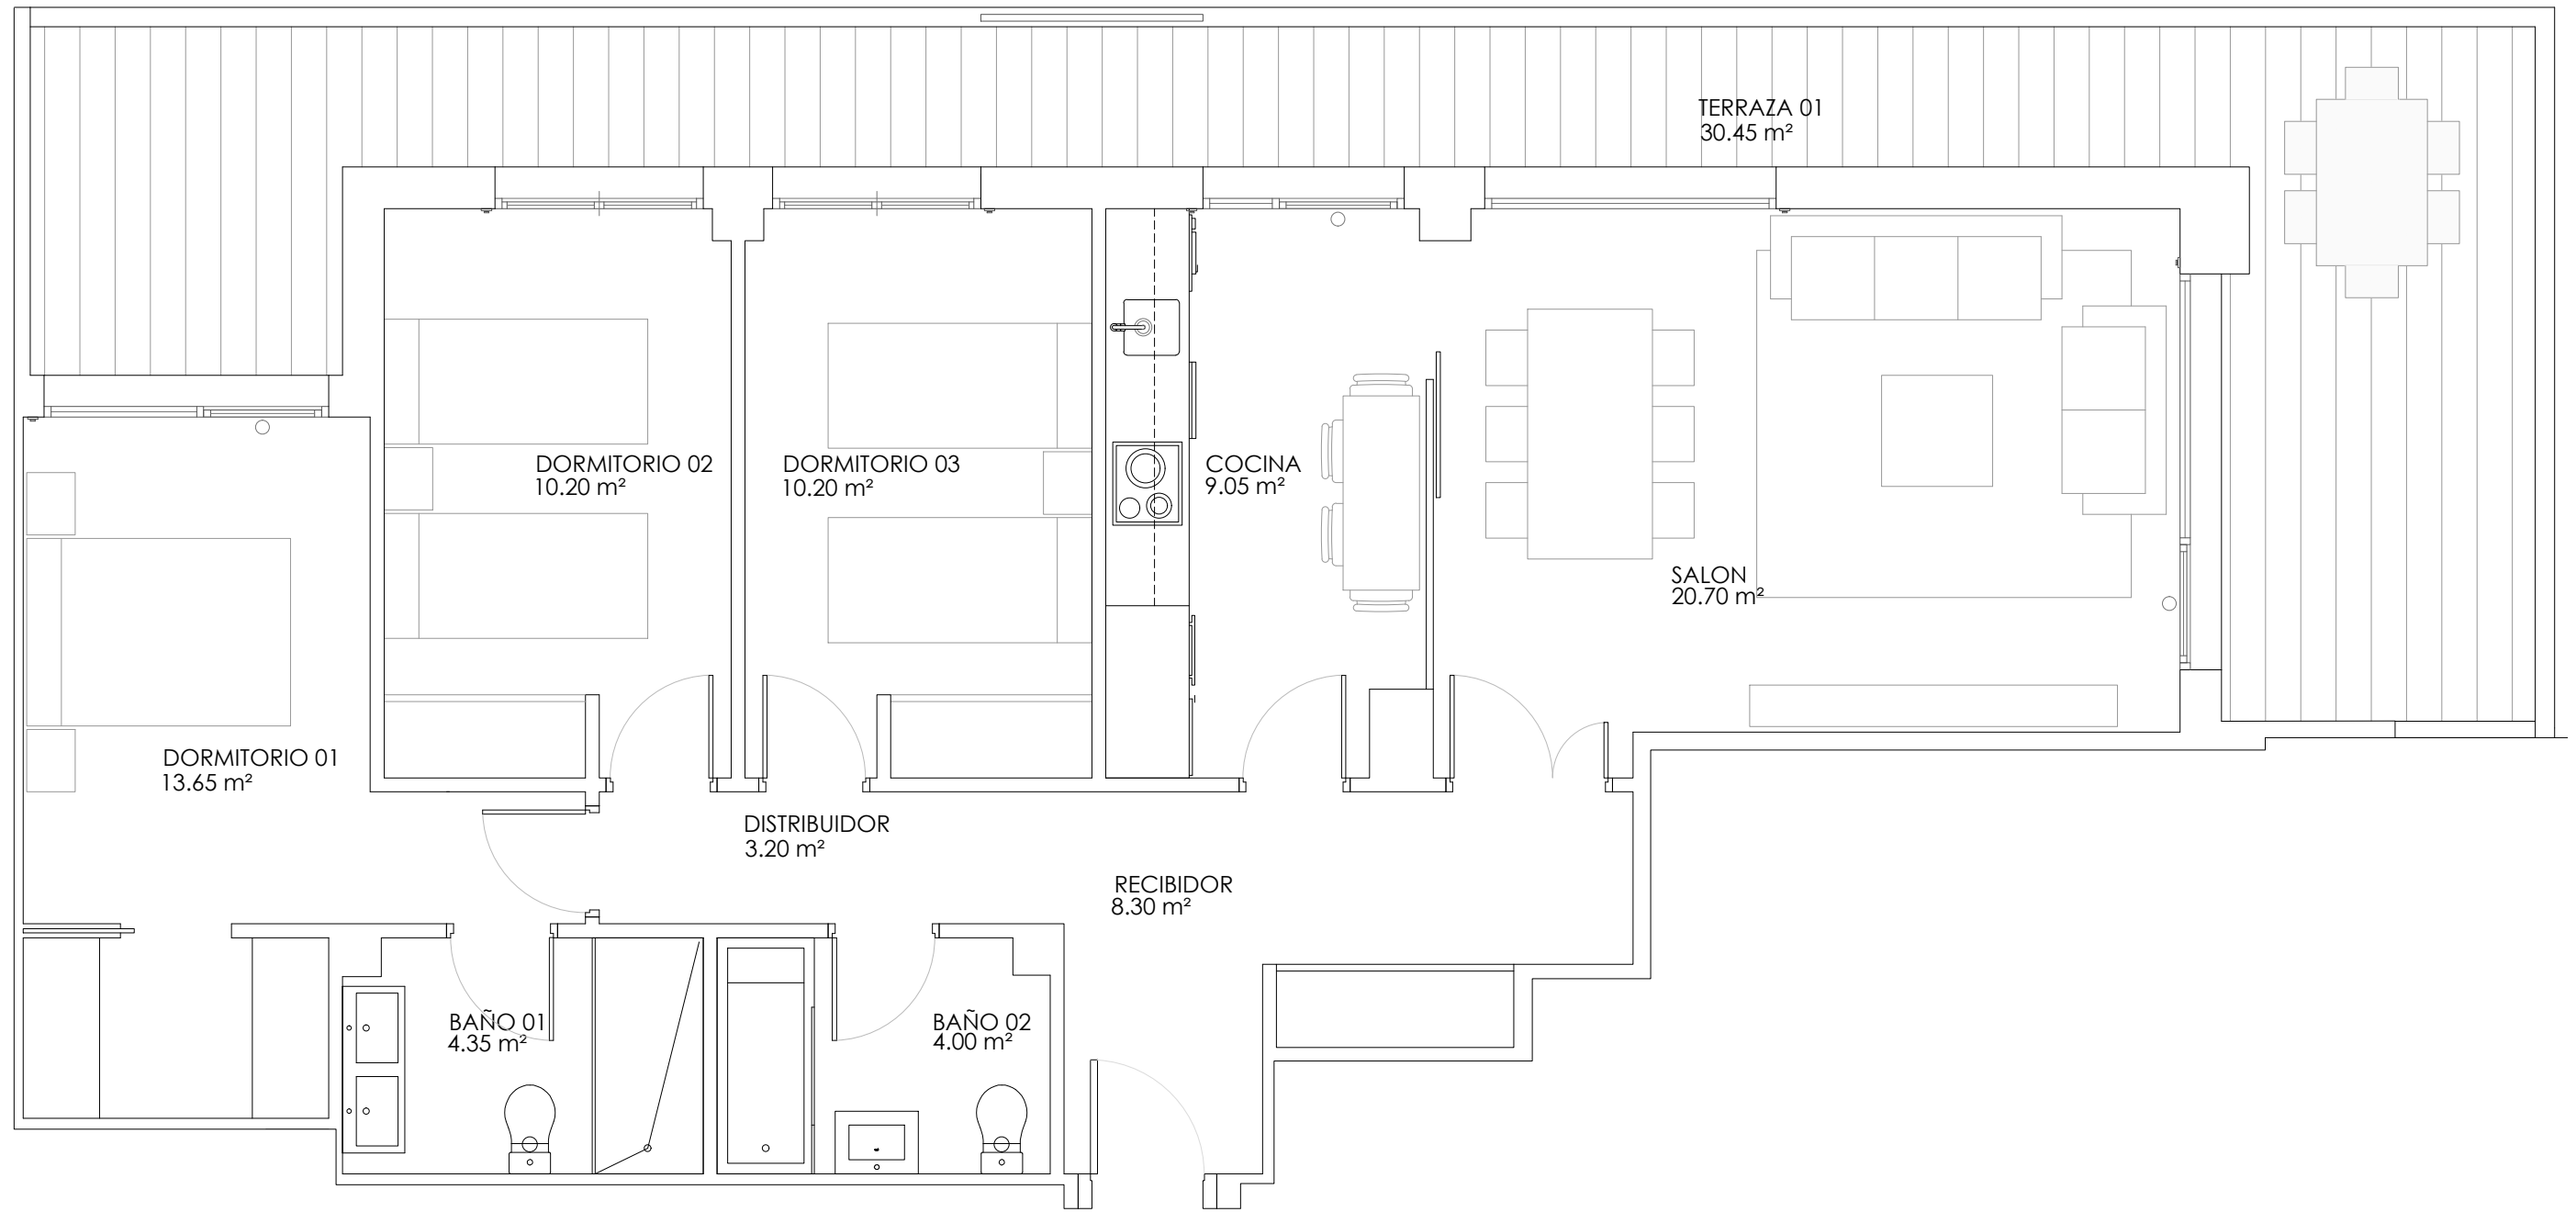 TERRAZA 01
30.45 m²
DORMITORIO 02
10.20 m²
DORMITORIO 03
10.20 m²
COCINA
9.05 m²
SALON
20.70 m²
DORMITORIO 01
13.65 m²
DISTRIBUIDOR
3.20 m²
RECIBIDOR
8.30 m²
BAÑO 01
4.35 m²
BAÑO 02
4.00 m²